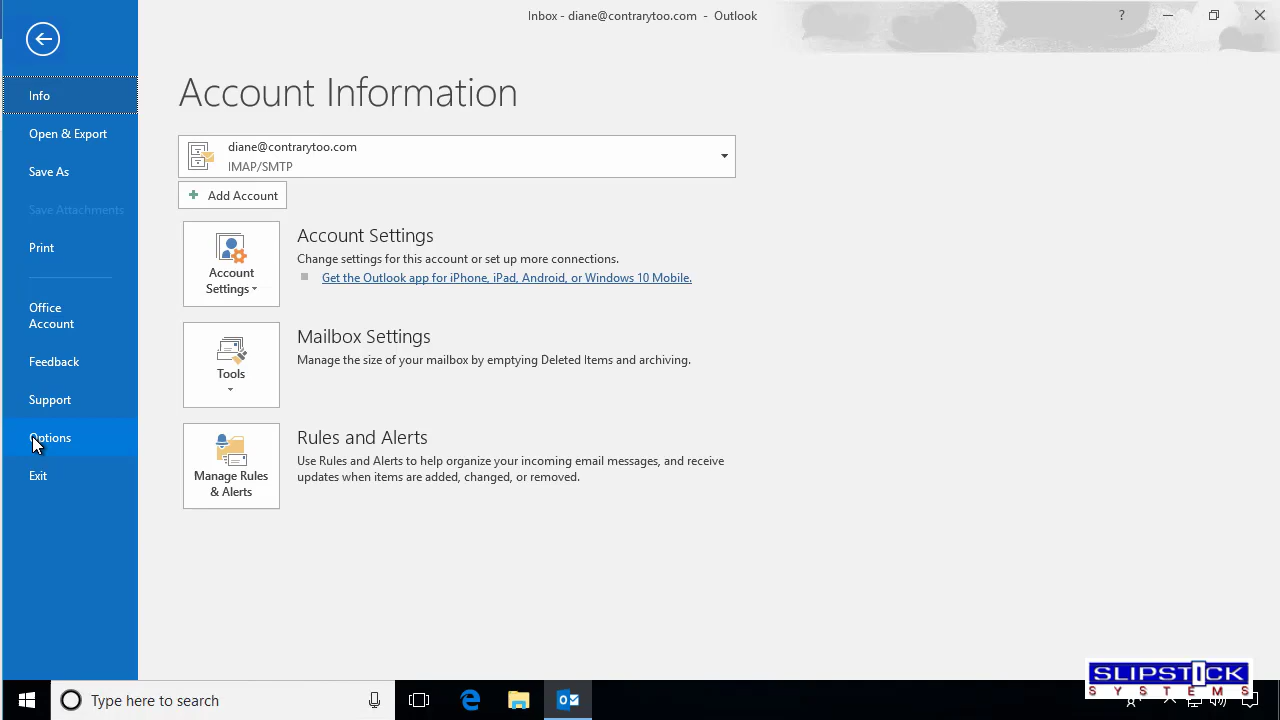 Inbox - diane@contrarytoo.com - Outlook
?
Info
Open & Export
Save As
Save Attachments
Print
Office
Account
Feedback
Support
Options
Exit
Account Information
diane@contrarytoo.com
IMAP/SMTP
Add Account
Account
Settings
Account Settings
Change settings for this account or set up more connections.
Get the Outlook app for iPhone, iPad, Android, or Windows 10 Mobile.
Tools
Mailbox Settings
Manage the size of your mailbox by emptying Deleted Items and archiving.
Manage Rules
& Alerts
Rules and Alerts
Use Rules and Alerts to help organize your incoming email messages, and receive
updates when items are added, changed, or removed.
Type here to search
SLIPSTICK
SYSTEMS